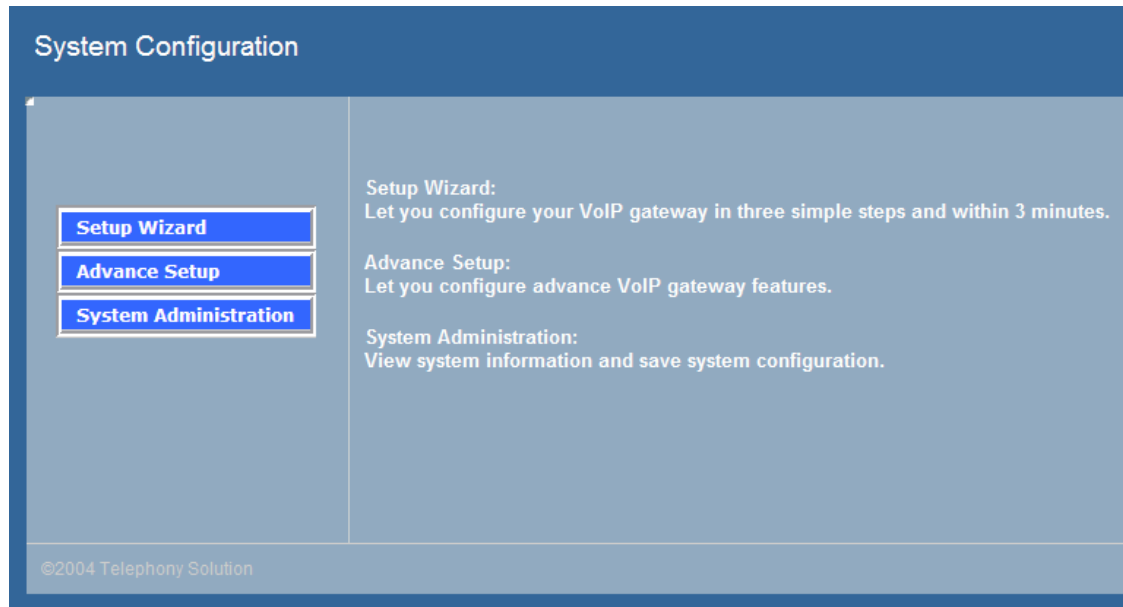 System Configuration
Setup Wizard
Advance Setup
System Administration
Setup Wizard:
Let you configure your VoIP gateway in three simple steps and within 3 minutes.
Advance Setup:
Let you configure advance VoIP gateway features.
System Administration:
View system information and save system configuration.
©2004 Telephony Solution